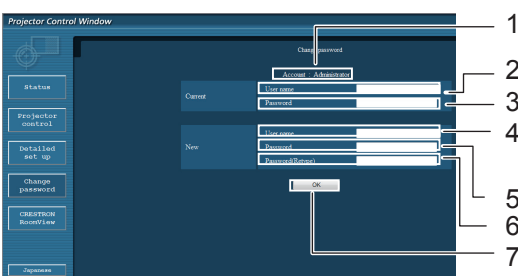 Projector Control Window
1
Change password
Account : Administrator
Status
Current
User name
2
Password
3
Projector control
New
User name
4
Detailed set up
Password
5
Password(Retype)
6
Change password
OK
7
CRESTRON RoomView
Japanese